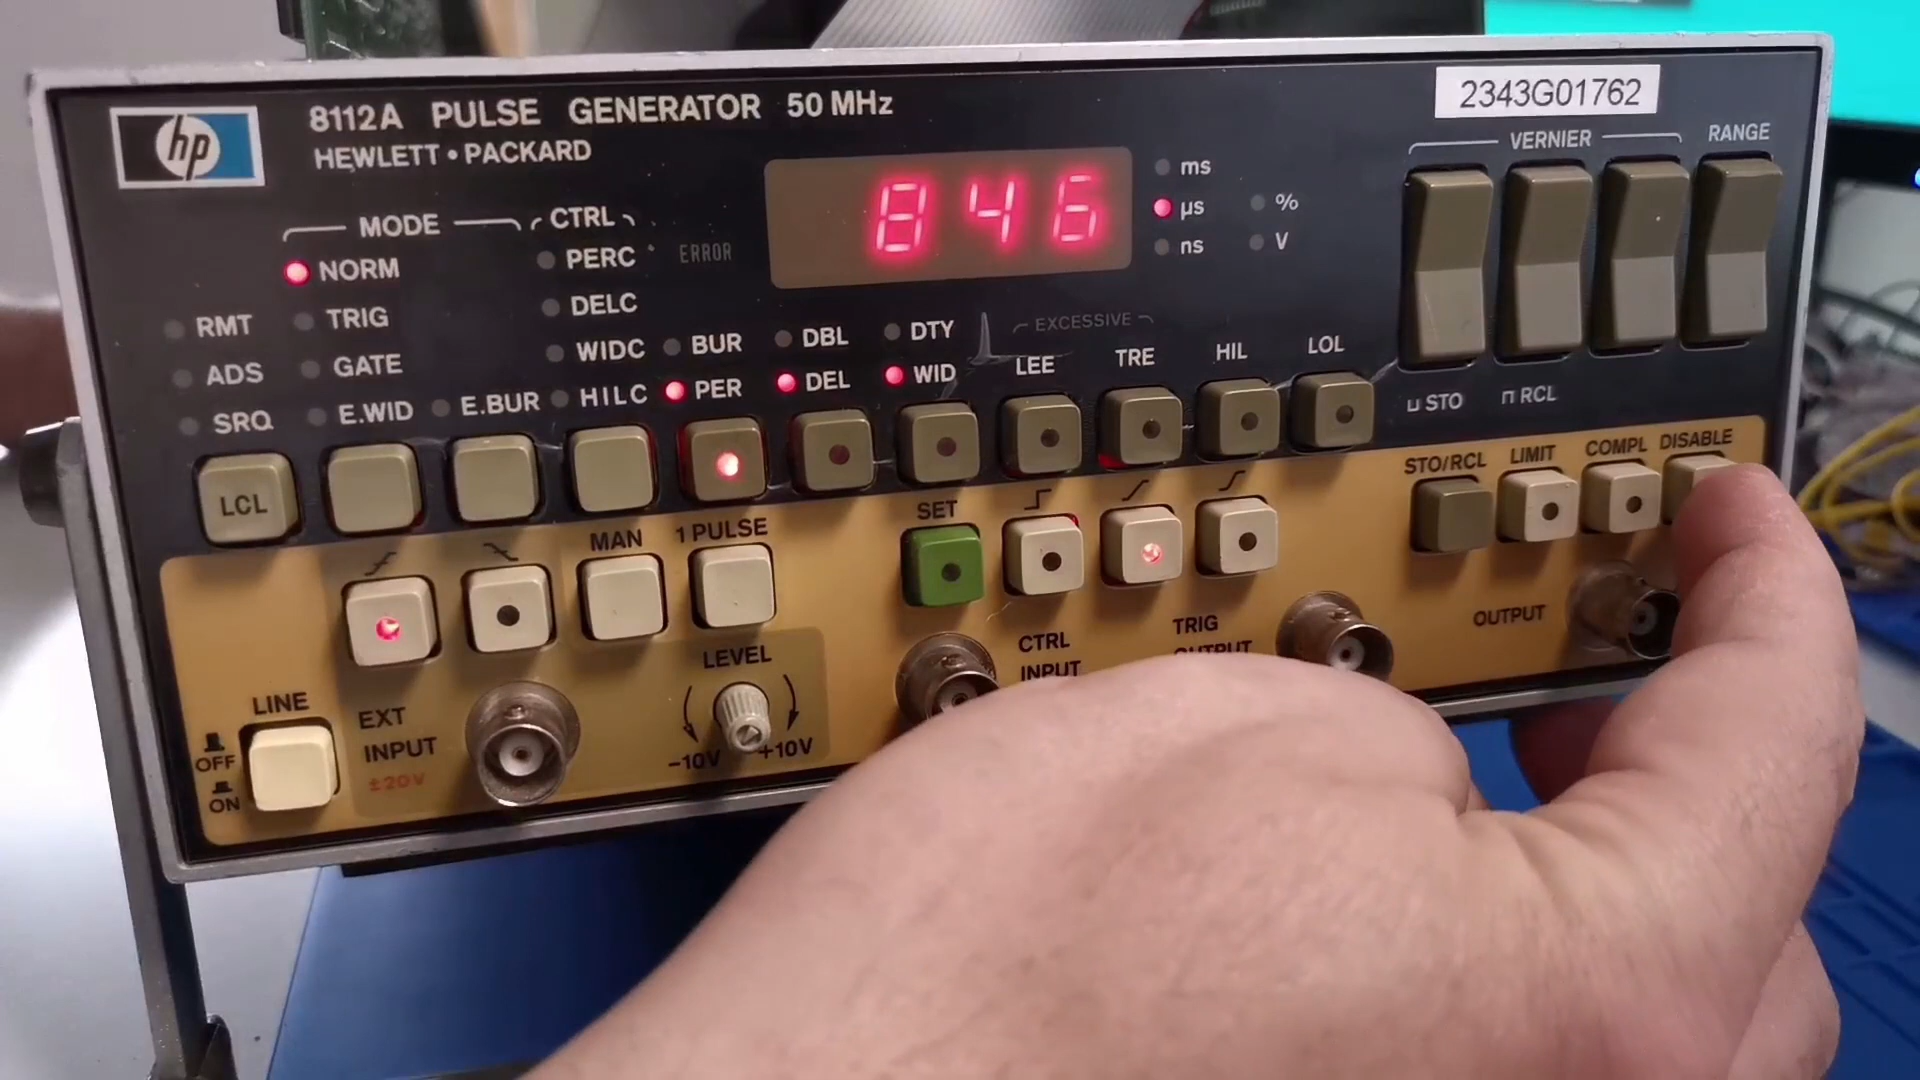 hp
8112A PULSE GENERATOR 50 MHz
HEWLETT • PACKARD
2343G01762
VERNIER
RANGE
846
ms
µs
ns
%
V
MODE
CTRL
NORM
PERC
ERROR
RMT
TRIG
DELC
ADS
GATE
WIDC
BUR
DBL
DTY
EXCESSIVE
SRQ
E.WID
E.BUR
HILC
PER
DEL
WID
LEE
TRE
HIL
LOL
STO
RCL
LCL
MAN
1 PULSE
SET
STO/RCL
LIMIT
COMPL
DISABLE
LEVEL
-10V
+10V
CTRL
INPUT
TRIG
OUTPUT
OUTPUT
LINE
OFF
ON
EXT
INPUT
±20V